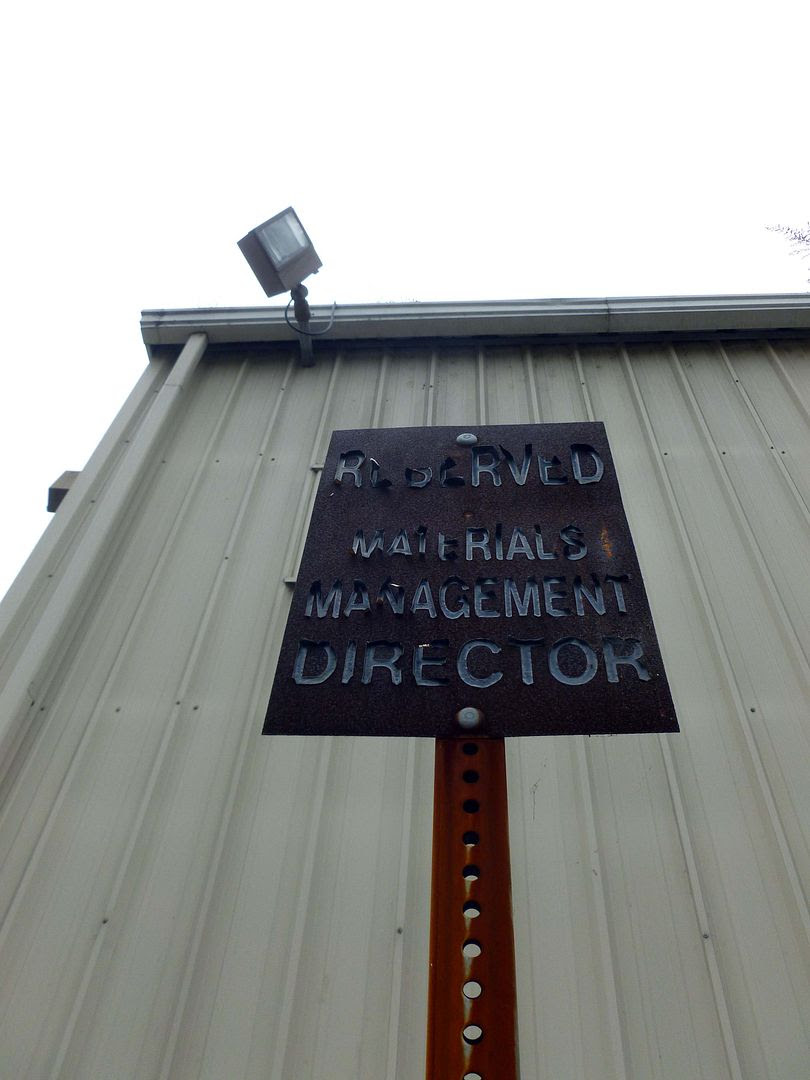 RESERVED
MATERIALS
MANAGEMENT
DIRECTOR